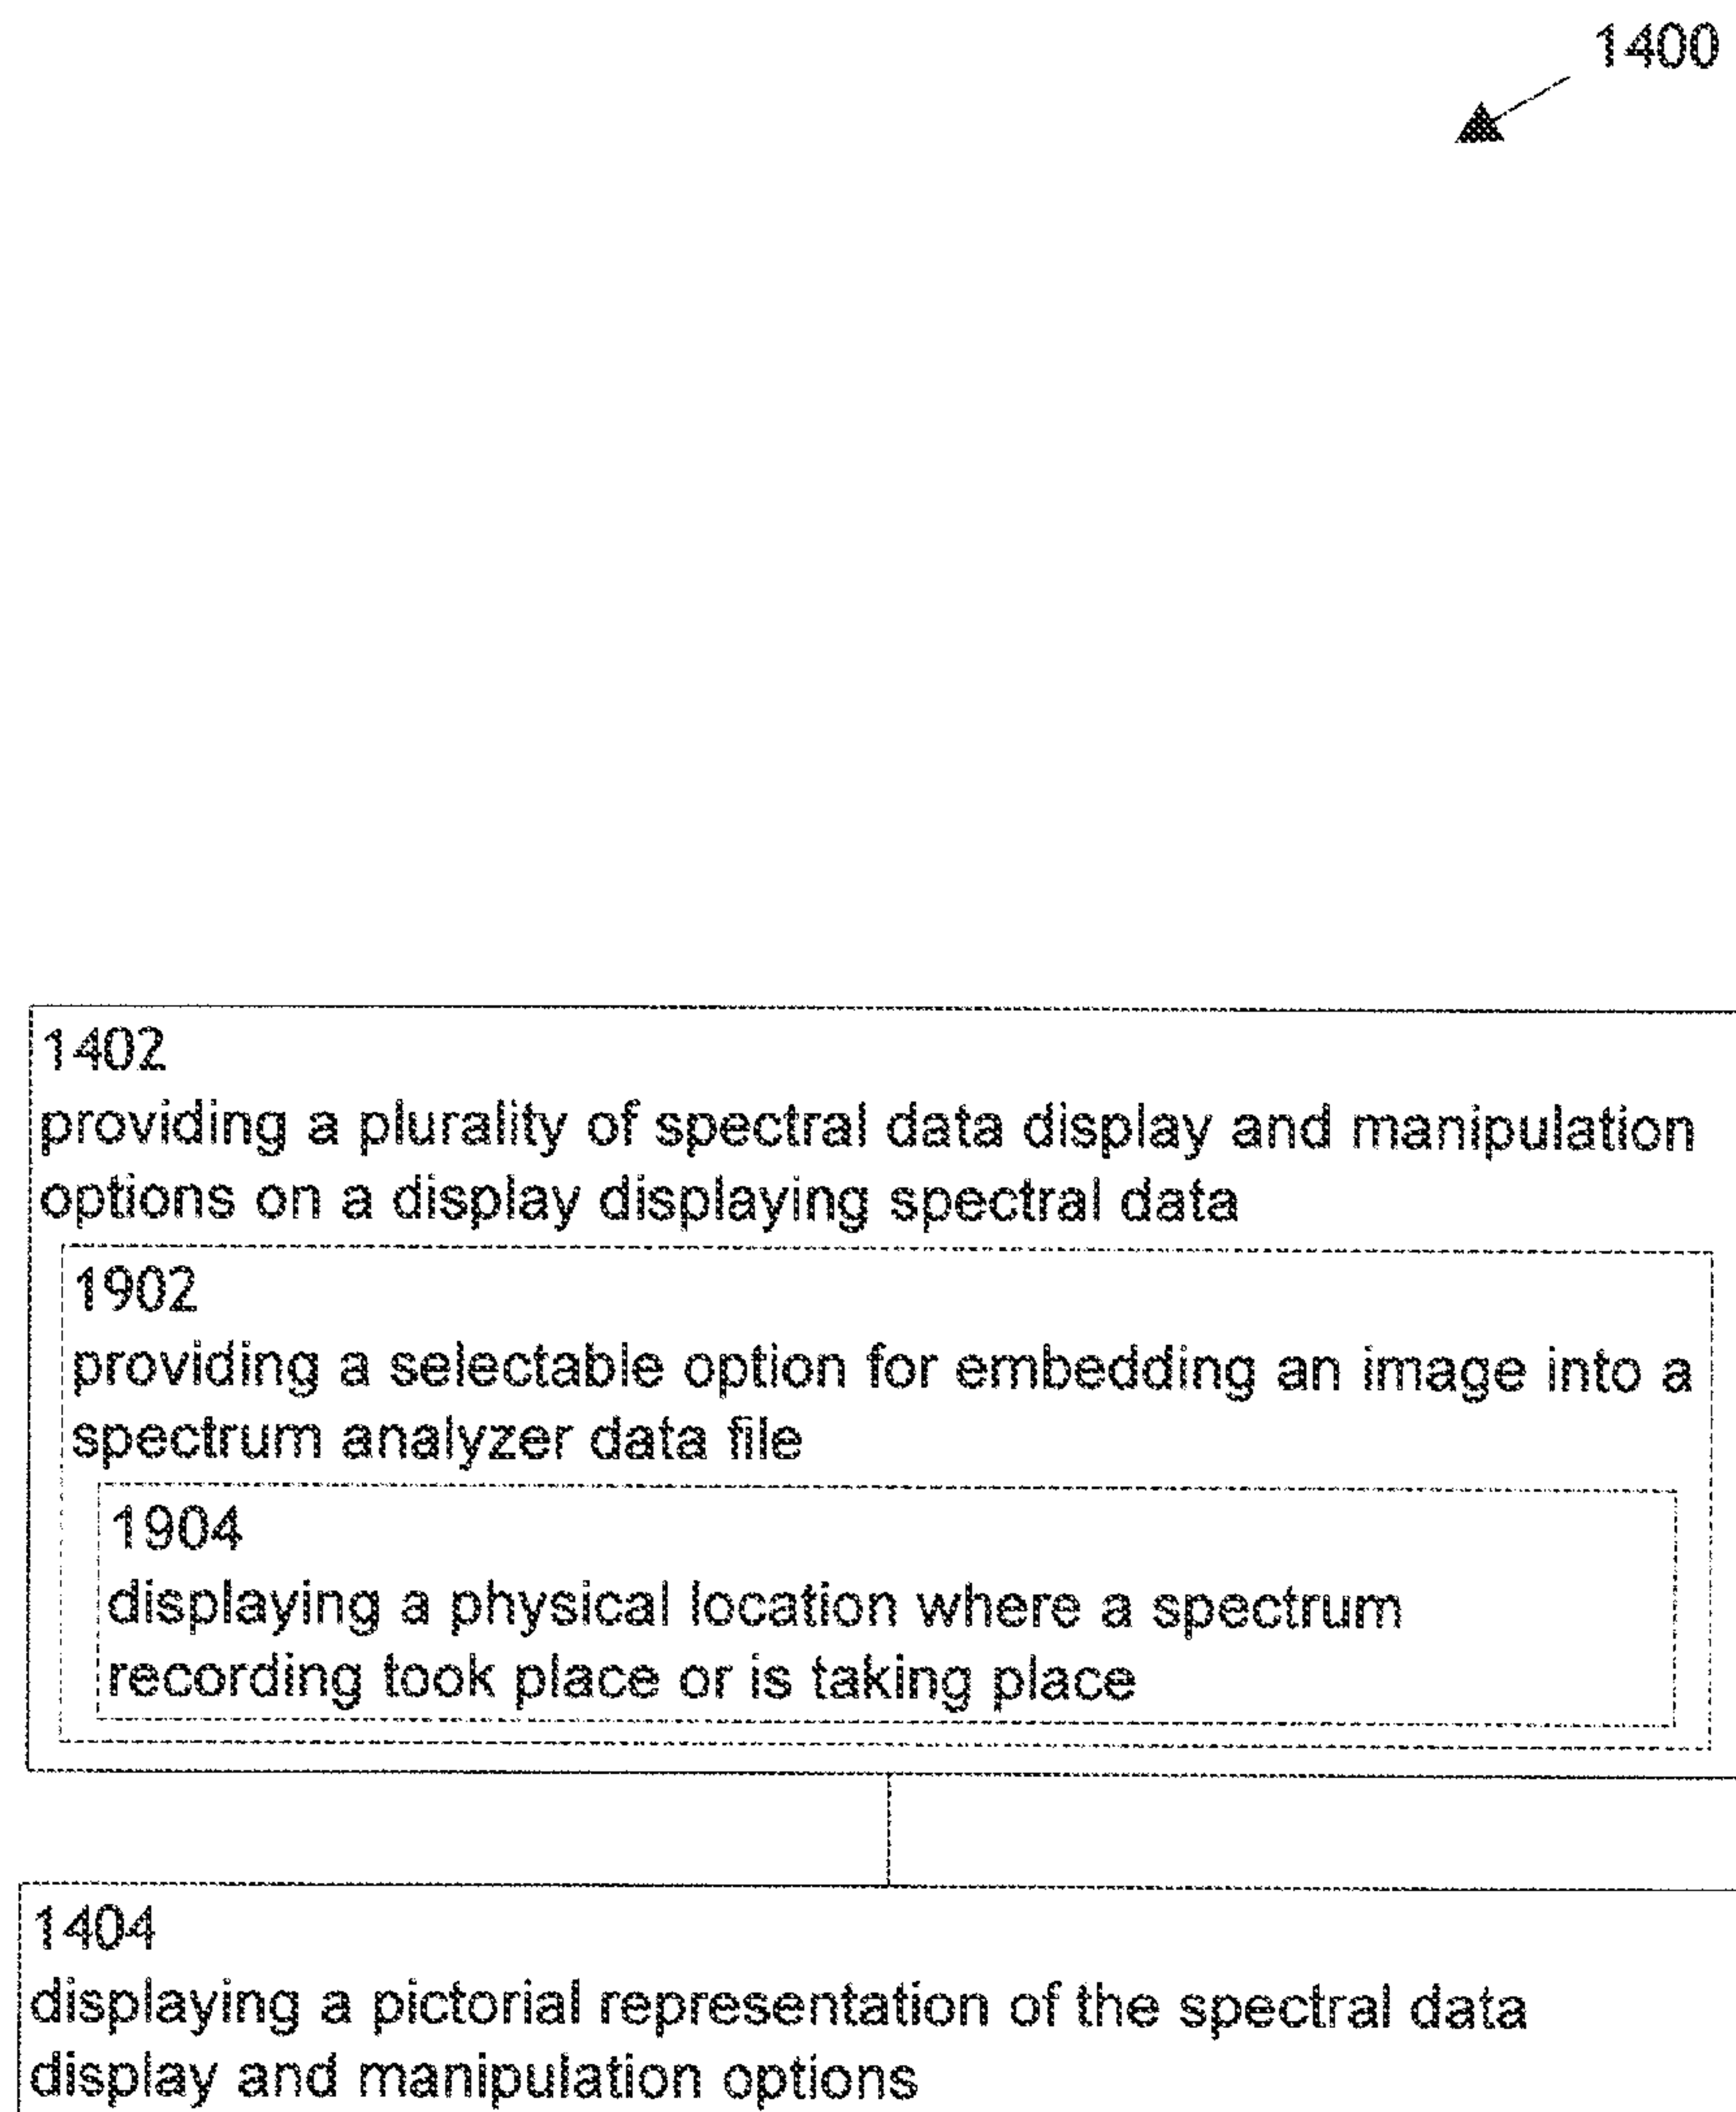 1400
1402
providing a plurality of spectral data display and manipulation
options on a display displaying spectral data
1902
providing a selectable option for embedding an image into a
spectrum analyzer data file
1904
displaying a physical location where a spectrum
recording took place or is taking place
1404
displaying a pictorial representation of the spectral data
display and manipulation options